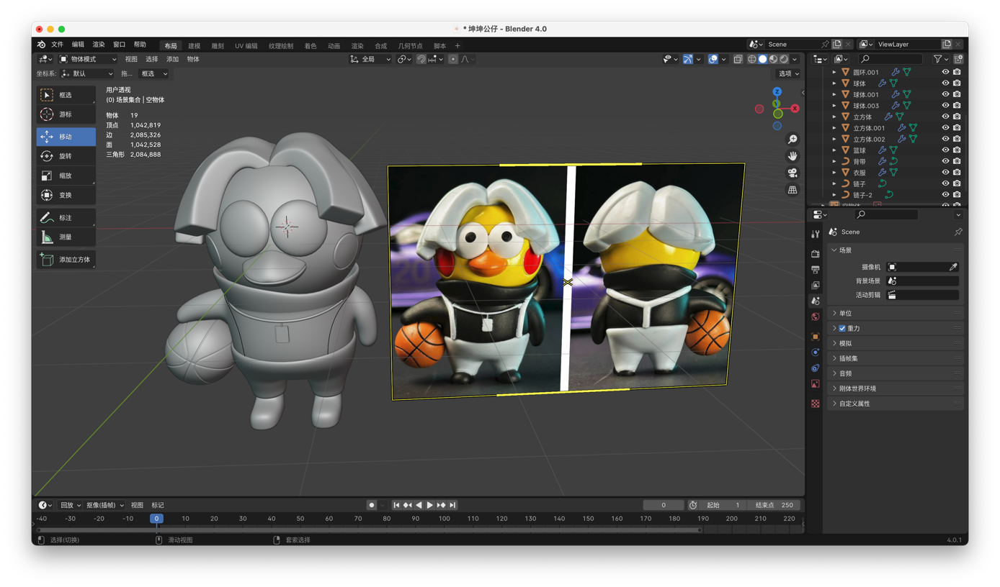 * 坤坤公仔 - Blender 4.0
文件 编辑 渲染 窗口 帮助 布局 建模 雕刻 UV 编辑 纹理绘制 着色 动画 渲染 合成 几何节点 脚本 + Scene ViewLayer
物体模式 视图 选择 添加 物体 全局
坐标系: 默认 拖... 框选 选项
框选
游标
移动
旋转
缩放
变换
标注
测量
添加立方体
用户透视
(0) 场景集合 | 空物体
物体 19
顶点 1,042,819
边 2,085,326
面 1,042,528
三角形 2,084,888
Z
X
圆环.001
球体
球体.001
球体.003
立方体
立方体.001
立方体.002
篮球
背带
衣服
链子
链子-2
空物体
Scene
场景
摄像机
背景场景
活动剪辑
单位
重力
模拟
插帧集
音频
刚体世界环境
自定义属性
回放 抠像(插帧) 视图 标记 0 起始 1 结束点 250
-40 -30 -20 -10 0 10 20 30 40 50 60 70 80 90 100 110 120 130 140 150 160 170 180 190 200 210 220
选择(切换) 滑动视图 套索选择 4.0.1